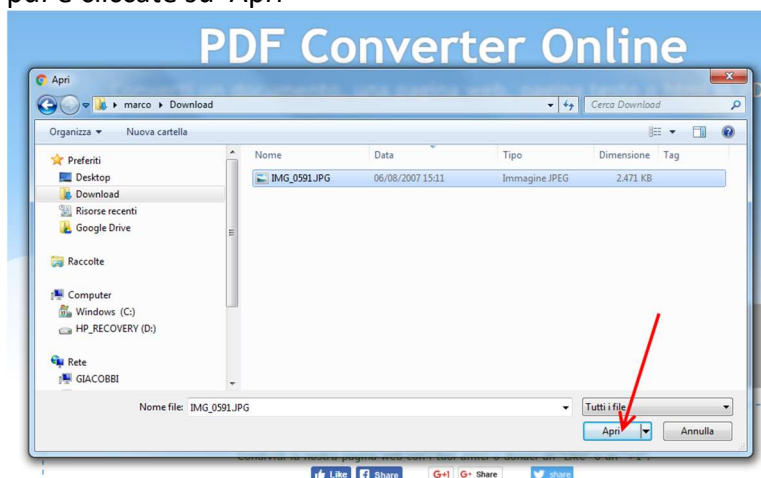 PDF Converter Online
Apri
marco Download
Cerca Download
Organizza Nuova cartella
Preferiti
Desktop
Download
Risorse recenti
Google Drive
Raccolte
Computer
Windows (C:)
HP_RECOVERY (D:)
Rete
GIACOBBI
Nome Data Tipo Dimensione Tag
IMG_0591.JPG 06/08/2007 15:11 Immagine JPEG 2.471 KB
Nome file: IMG_0591.JPG
Tutti i file
Apri Annulla
Like Share G+1 G+ Share share